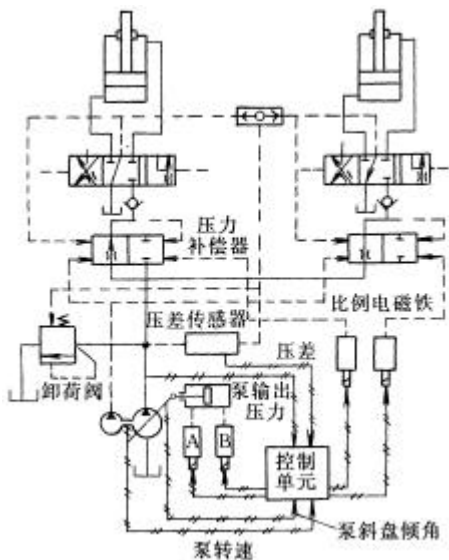 压力
补偿器
比例电磁铁
压差传感器
压差
卸荷阀
泵输出
压力
A
B
控制
单元
泵斜盘倾角
泵转速